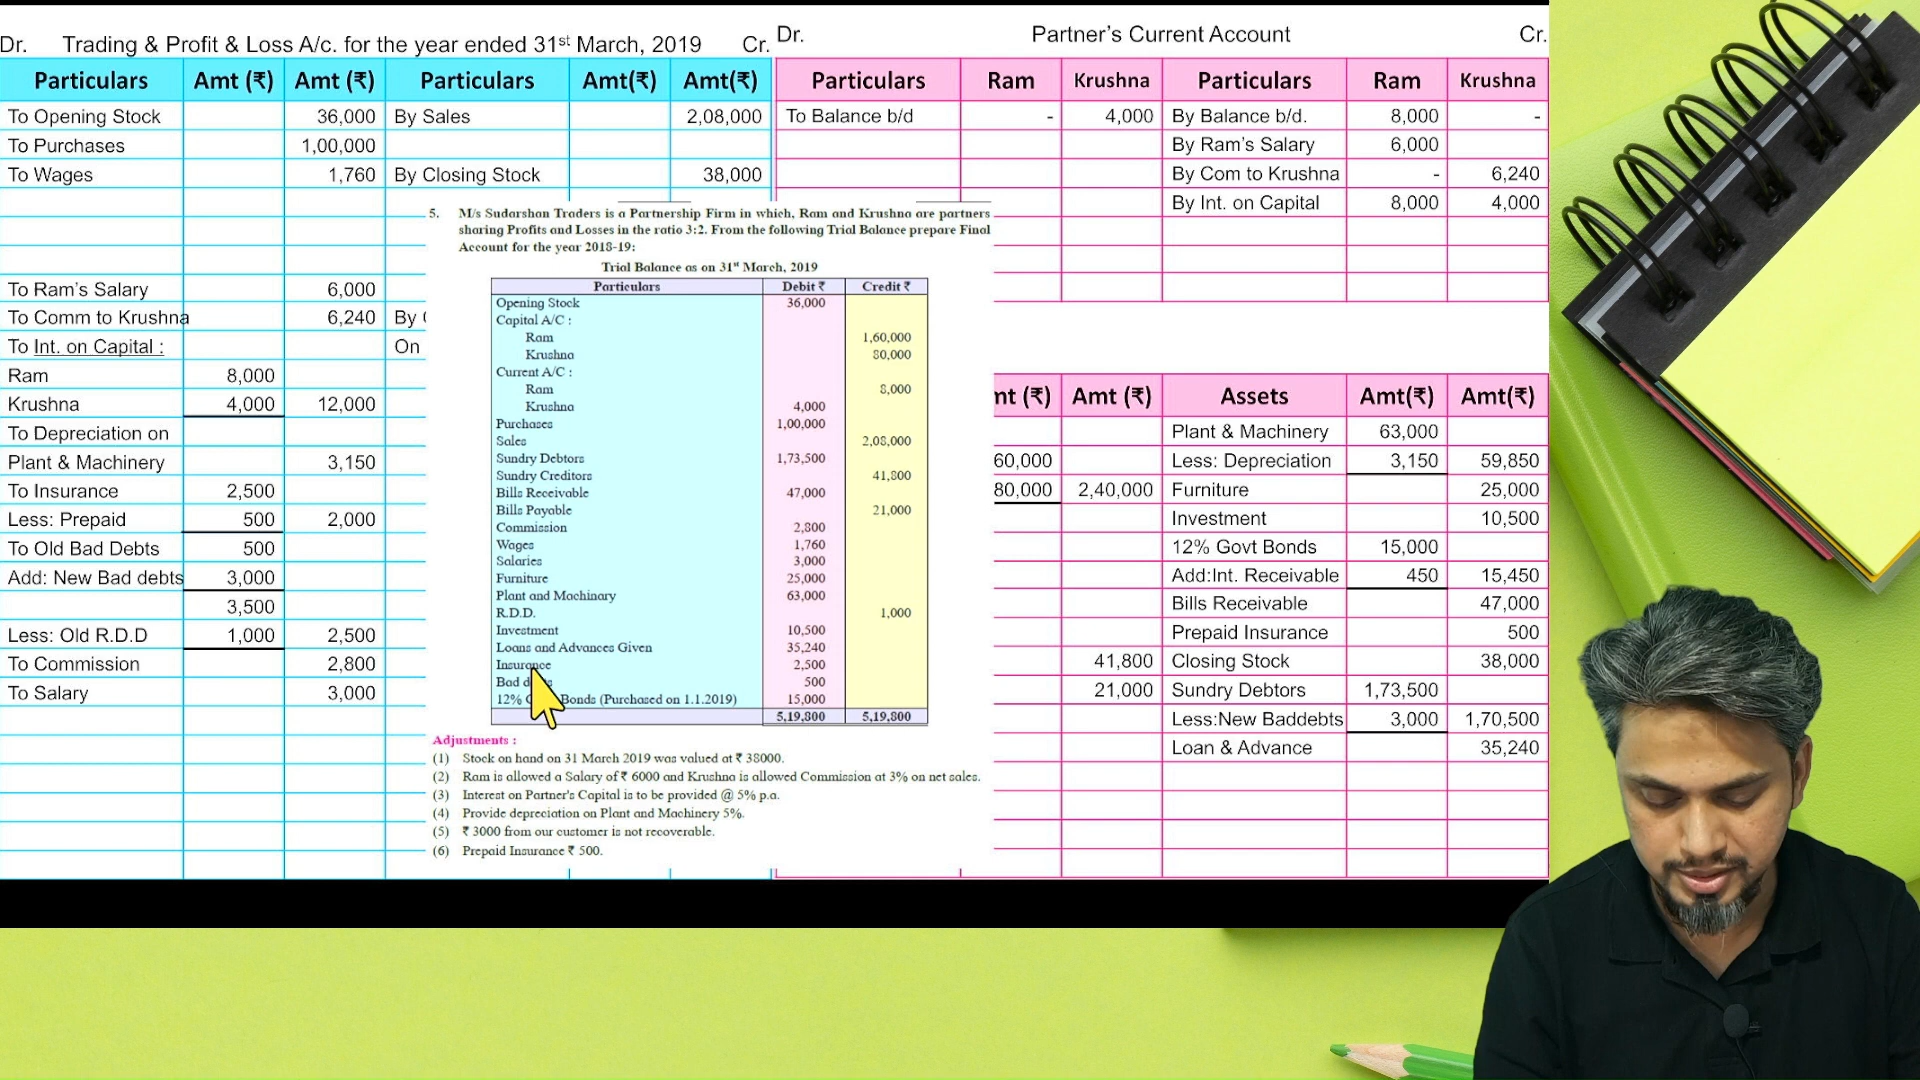 Dr. Trading & Profit & Loss A/c. for the year ended 31st March, 2019 Cr.
Particulars Amt (₹) Amt (₹) Particulars Amt(₹) Amt(₹)
To Opening Stock 36,000 By Sales 2,08,000
To Purchases 1,00,000
To Wages 1,760 By Closing Stock 38,000
To Ram's Salary 6,000
To Comm to Krushna 6,240 By
To Int. on Capital : On
Ram 8,000
Krushna 4,000 12,000
To Depreciation on
Plant & Machinery 3,150
To Insurance 2,500
Less: Prepaid 500 2,000
To Old Bad Debts 500
Add: New Bad debts 3,000
3,500
Less: Old R.D.D 1,000 2,500
To Commission 2,800
To Salary 3,000
Dr. Partner's Current Account Cr.
Particulars Ram Krushna Particulars Ram Krushna
To Balance b/d - 4,000 By Balance b/d. 8,000 -
By Ram's Salary 6,000
By Com to Krushna - 6,240
By Int. on Capital 8,000 4,000
5. M/s Sudarshan Traders is a Partnership Firm in which, Ram and Krushna are partners
sharing Profits and Losses in the ratio 3:2. From the following Trial Balance prepare Final
Account for the year 2018-19:
Trial Balance as on 31st March, 2019
Particulars Debit ₹ Credit ₹
Opening Stock 36,000
Capital A/C :
Ram 1,60,000
Krushna 80,000
Current A/C :
Ram 8,000
Krushna 4,000
Purchases 1,00,000
Sales 2,08,000
Sundry Debtors 1,73,500
Sundry Creditors 41,800
Bills Receivable 47,000
Bills Payable 21,000
Commission 2,800
Wages 1,760
Salaries 3,000
Furniture 25,000
Plant and Machinary 63,000
R.D.D. 1,000
Investment 10,500
Loans and Advances Given 35,240
Insurance 2,500
Bad 500
12% Bonds (Purchased on 1.1.2019) 15,000
5,19,800 5,19,800
Adjustments :
(1) Stock on hand on 31 March 2019 was valued at ₹ 38000.
(2) Ram is allowed a Salary of ₹ 6000 and Krushna is allowed Commission at 3% on net sales.
(3) Interest on Partner's Capital is to be provided @ 5% p.a.
(4) Provide depreciation on Plant and Machinery 5%.
(5) ₹ 3000 from our customer is not recoverable.
(6) Prepaid Insurance ₹ 500.
mt (₹) Amt (₹) Assets Amt(₹) Amt(₹)
Plant & Machinery 63,000
60,000 Less: Depreciation 3,150 59,850
80,000 2,40,000 Furniture 25,000
Investment 10,500
12% Govt Bonds 15,000
Add:Int. Receivable 450 15,450
Bills Receivable 47,000
Prepaid Insurance 500
41,800 Closing Stock 38,000
21,000 Sundry Debtors 1,73,500
Less:New Baddebts 3,000 1,70,500
Loan & Advance 35,240